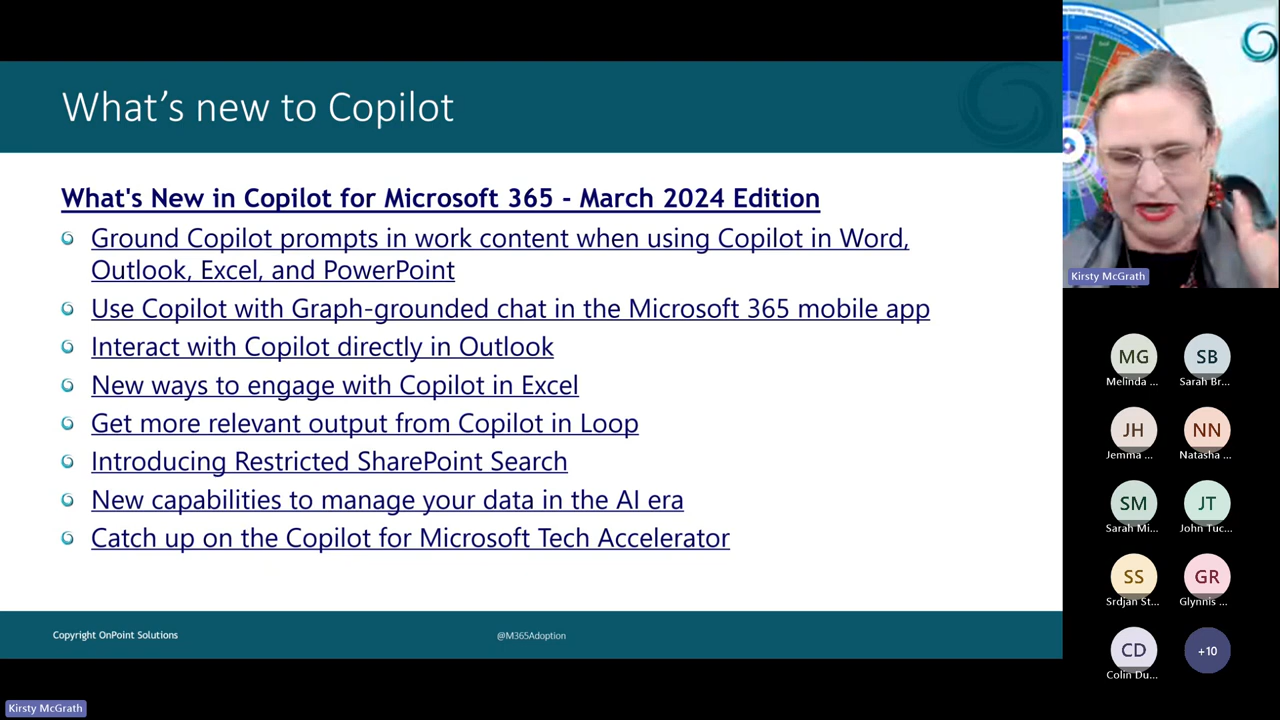 What's new to Copilot
What's New in Copilot for Microsoft 365 - March 2024 Edition
Ground Copilot prompts in work content when using Copilot in Word,
Outlook, Excel, and PowerPoint
Use Copilot with Graph-grounded chat in the Microsoft 365 mobile app
Interact with Copilot directly in Outlook
New ways to engage with Copilot in Excel
Get more relevant output from Copilot in Loop
Introducing Restricted SharePoint Search
New capabilities to manage your data in the AI era
Catch up on the Copilot for Microsoft Tech Accelerator
Copyright OnPoint Solutions
@M365Adoption
Kirsty McGrath
MG
SB
Melinda ...
Sarah Br...
JH
NN
Jemma ...
Natasha ...
SM
JT
Sarah Mi...
John Tuc...
SS
GR
Srdjan St...
Glynnis ...
CD
+10
Colin Du...
Kirsty McGrath